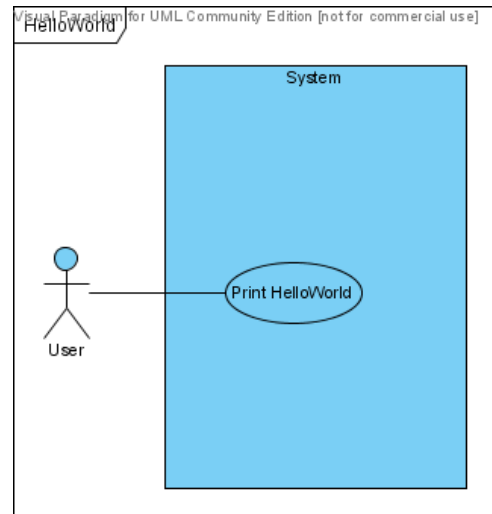 Visual Paradigm for UML Community Edition [not for commercial use]
HelloWorld
System
Print HelloWorld
User